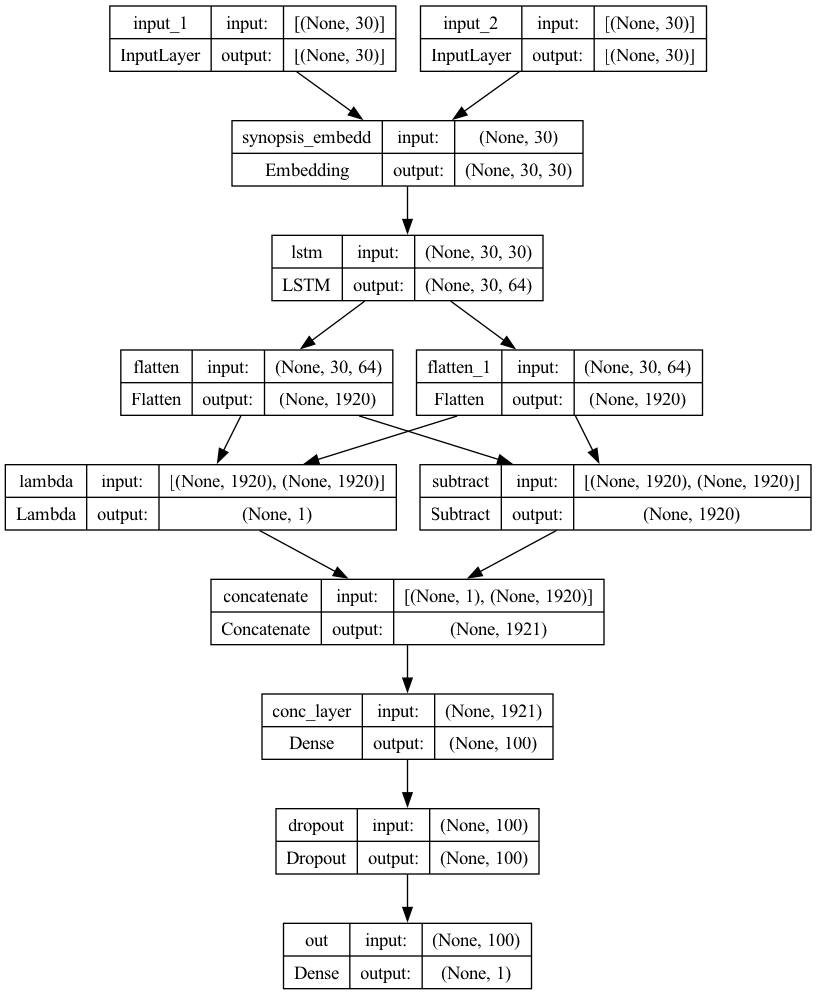 input_1 input: [(None, 30)]
InputLayer output: [(None, 30)]
input_2 input: [(None, 30)]
InputLayer output: [(None, 30)]
synopsis_embedd input: (None, 30)
Embedding output: (None, 30, 30)
lstm input: (None, 30, 30)
LSTM output: (None, 30, 64)
flatten input: (None, 30, 64)
Flatten output: (None, 1920)
flatten_1 input: (None, 30, 64)
Flatten output: (None, 1920)
lambda input: [(None, 1920), (None, 1920)]
Lambda output: (None, 1)
subtract input: [(None, 1920), (None, 1920)]
Subtract output: (None, 1920)
concatenate input: [(None, 1), (None, 1920)]
Concatenate output: (None, 1921)
conc_layer input: (None, 1921)
Dense output: (None, 100)
dropout input: (None, 100)
Dropout output: (None, 100)
out input: (None, 100)
Dense output: (None, 1)